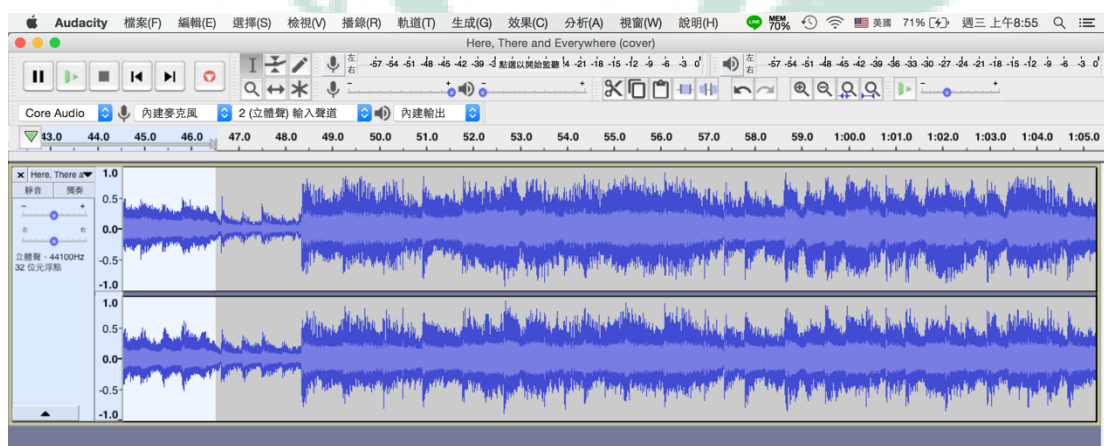 Audacity 檔案(F) 編輯(E) 選擇(S) 檢視(V) 播錄(R) 軌道(T) 生成(G) 效果(C) 分析(A) 視窗(W) 說明(H) LINE MEM 70% 美國 71% 週三 上午8:55
Here, There and Everywhere (cover)
左 -57 -54 -51 -48 -45 -42 -39 -3 點選以開始監聽 -18 -15 -12 -9 -6 -3 0 左 -57 -54 -51 -48 -45 -42 -39 -36 -33 -30 -27 -24 -21 -18 -15 -12 -9 -6 -3 0
右 右
Core Audio 內建麥克風 2 (立體聲) 輸入聲道 內建輸出
43.0 44.0 45.0 46.0 47.0 48.0 49.0 50.0 51.0 52.0 53.0 54.0 55.0 56.0 57.0 58.0 59.0 1:00.0 1:01.0 1:02.0 1:03.0 1:04.0 1:05.0
Here, There a
靜音 獨奏
- +
左 右
立體聲, 44100Hz
32 位元浮點
1.0
0.5
0.0
-0.5
-1.0
1.0
0.5
0.0
-0.5
-1.0